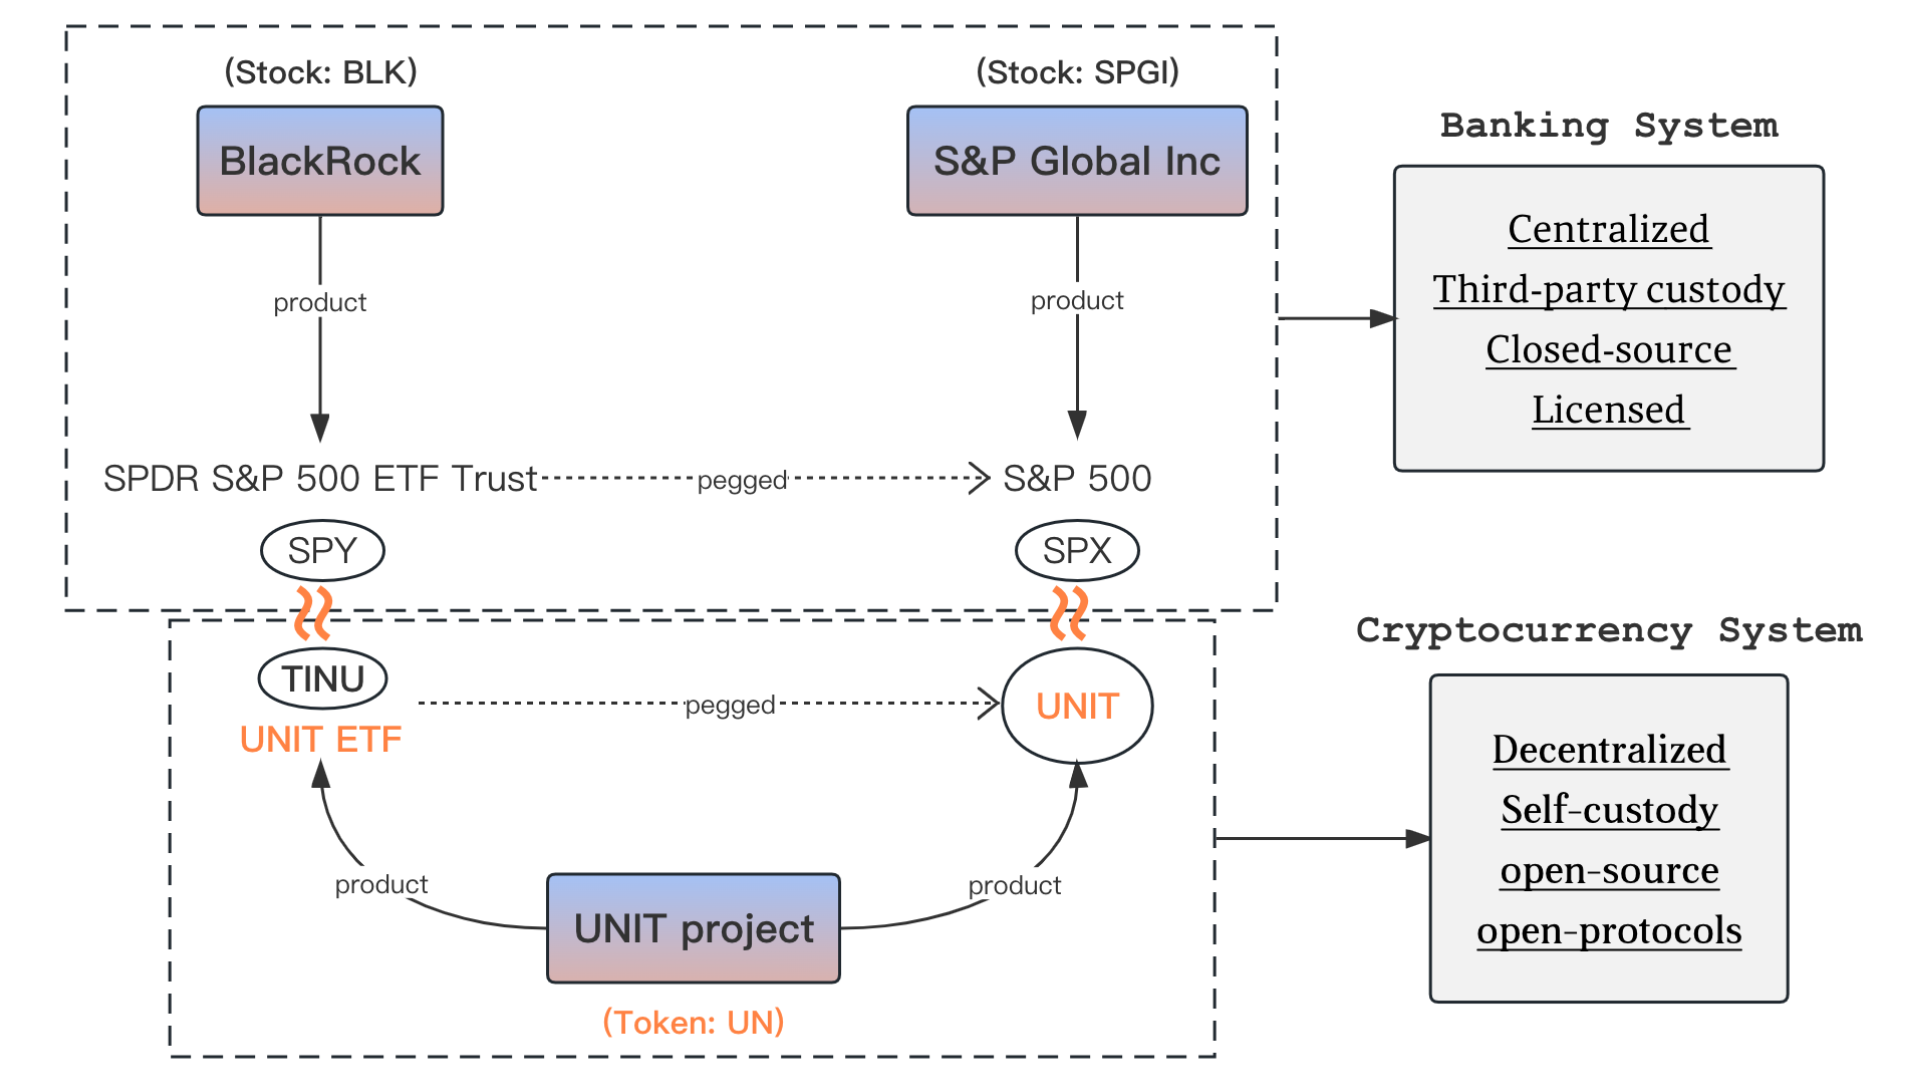 (Stock: BLK)
(Stock: SPGI)
BlackRock
S&P Global Inc
product
product
SPDR S&P 500 ETF Trust
pegged
S&P 500
SPY
SPX
Banking System
Centralized
Third-party custody
Closed-source
Licensed
TINU
UNIT ETF
pegged
UNIT
product
product
UNIT project
(Token: UN)
Cryptocurrency System
Decentralized
Self-custody
open-source
open-protocols